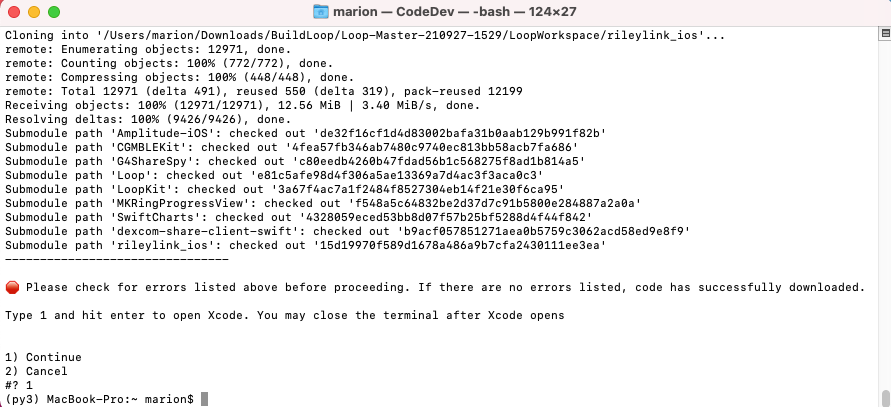 marion — CodeDev — -bash — 124×27
Cloning into '/Users/marion/Downloads/BuildLoop/Loop-Master-210927-1529/LoopWorkspace/rileylink_ios'...
remote: Enumerating objects: 12971, done.
remote: Counting objects: 100% (772/772), done.
remote: Compressing objects: 100% (448/448), done.
remote: Total 12971 (delta 491), reused 550 (delta 319), pack-reused 12199
Receiving objects: 100% (12971/12971), 12.56 MiB | 3.40 MiB/s, done.
Resolving deltas: 100% (9426/9426), done.
Submodule path 'Amplitude-iOS': checked out 'de32f16cf1d4d83002bafa31b0aab129b991f82b'
Submodule path 'CGMBLEKit': checked out '4fea57fb346ab7480c9740ec813bb58acb7fa686'
Submodule path 'G4ShareSpy': checked out 'c80eedb4260b47fdad56b1c568275f8ad1b814a5'
Submodule path 'Loop': checked out 'e81c5afe98d4f306a5ae13369a7d4ac3f3aca0c3'
Submodule path 'LoopKit': checked out '3a67f4ac7a1f2484f8527304eb14f21e30f6ca95'
Submodule path 'MKRingProgressView': checked out 'f548a5c64832be2d37d7c91b5800e284887a2a0a'
Submodule path 'SwiftCharts': checked out '4328059eced53bb8d07f57b25bf5288d4f44f842'
Submodule path 'dexcom-share-client-swift': checked out 'b9acf057851271aea0b5759c3062acd58ed9e8f9'
Submodule path 'rileylink_ios': checked out '15d19970f589d1678a486a9b7cfa2430111ee3ea'
--------------------------------
🛑 Please check for errors listed above before proceeding. If there are no errors listed, code has successfully downloaded.
Type 1 and hit enter to open Xcode. You may close the terminal after Xcode opens
1) Continue
2) Cancel
#? 1
(py3) MacBook-Pro:~ marion$